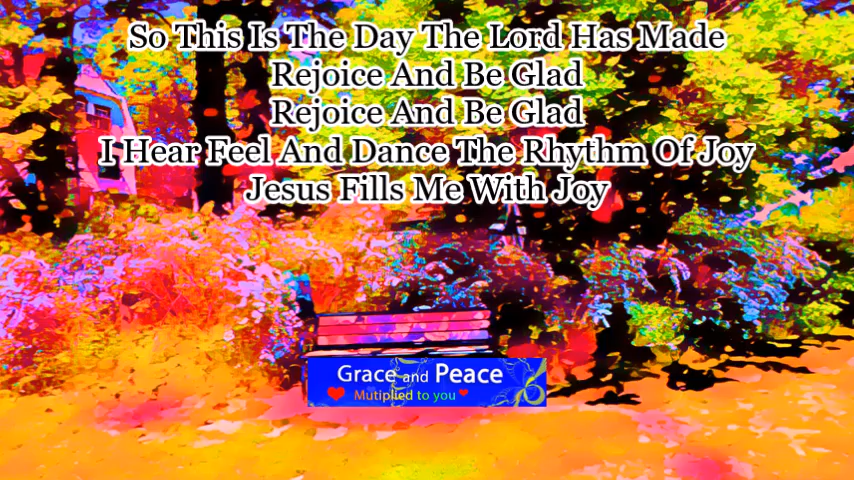 So This Is The Day The Lord Has Made
Rejoice And Be Glad
Rejoice And Be Glad
I Hear Feel And Dance The Rhythm Of Joy
Jesus Fills Me With Joy
Grace and Peace
Mutiplied to you